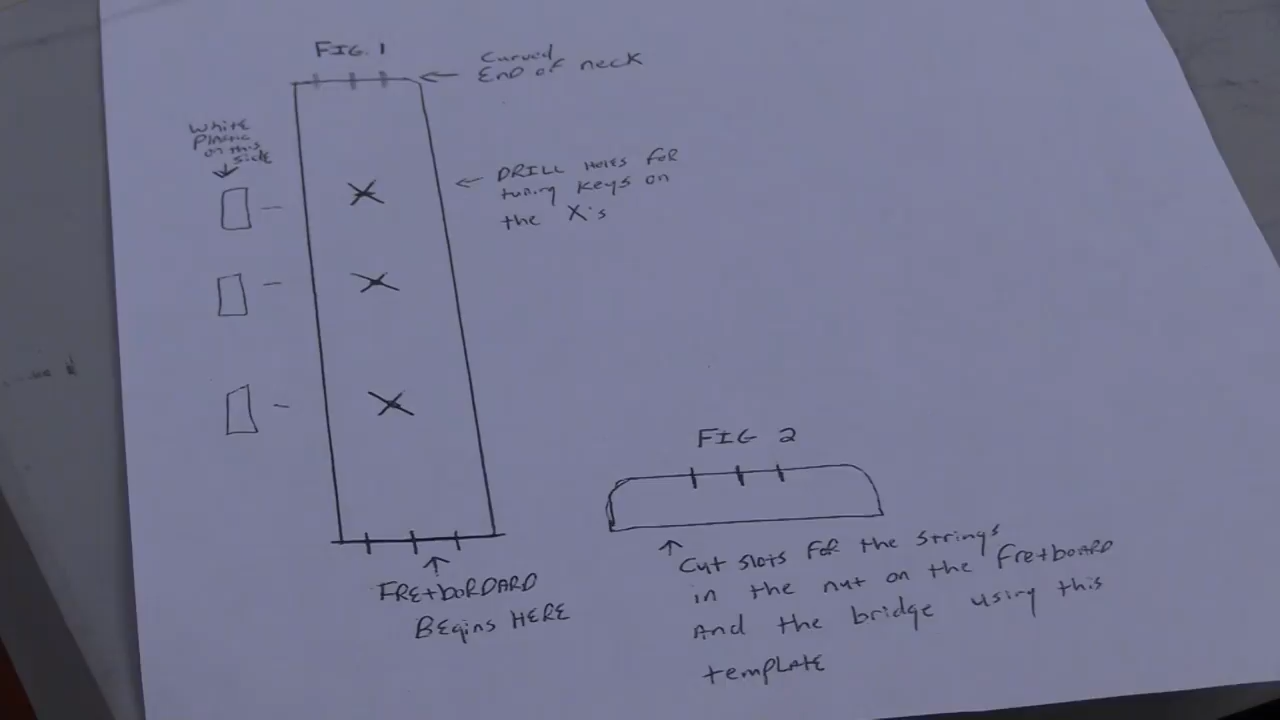 FIG. 1
Curved
END OF neck
White
Plastic
on this
side
DRILL Holes FOR
tuning keys on
the X's
FREtBORDARD
BEgins HERE
FIG 2
Cut slots for the strings
in the nut on the Fretboard
And the bridge using this
tempLATE